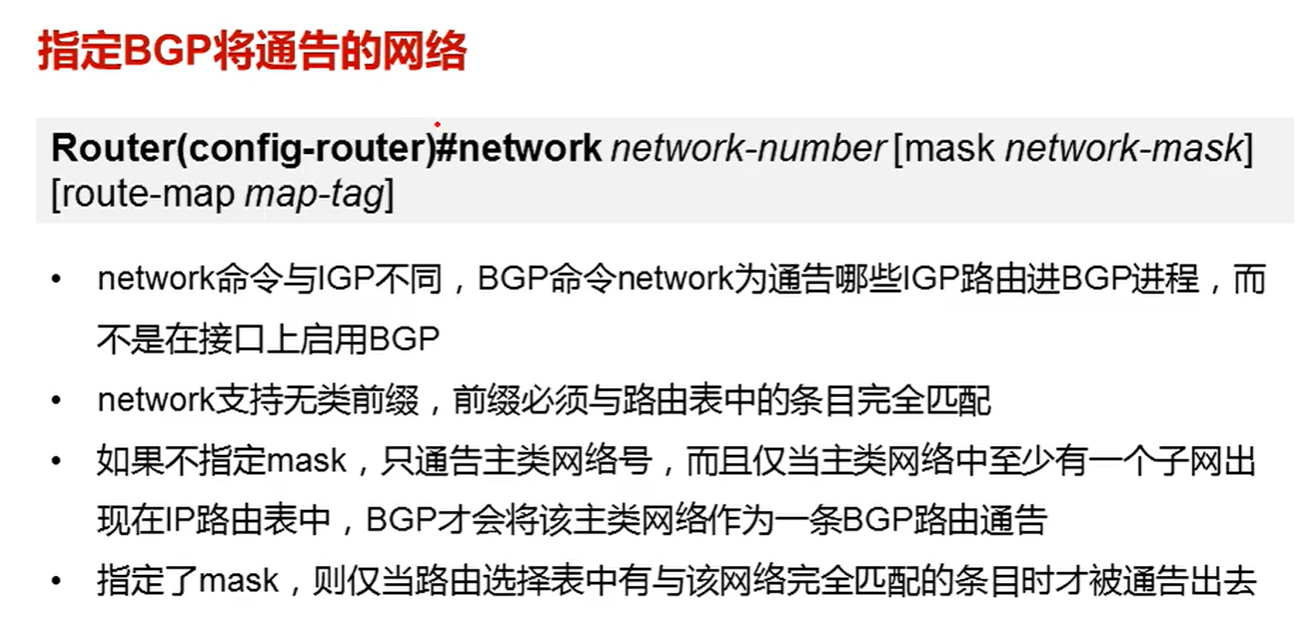 指定BGP将通告的网络
Router(config-router)#network network-number [mask network-mask]
[route-map map-tag]
• network命令与IGP不同，BGP命令network为通告哪些IGP路由进BGP进程，而
不是在接口上启用BGP
• network支持无类前缀，前缀必须与路由表中的条目完全匹配
• 如果不指定mask，只通告主类网络号，而且仅当主类网络中至少有一个子网出
现在IP路由表中，BGP才会将该主类网络作为一条BGP路由通告
• 指定了mask，则仅当路由选择表中有与该网络完全匹配的条目时才被通告出去